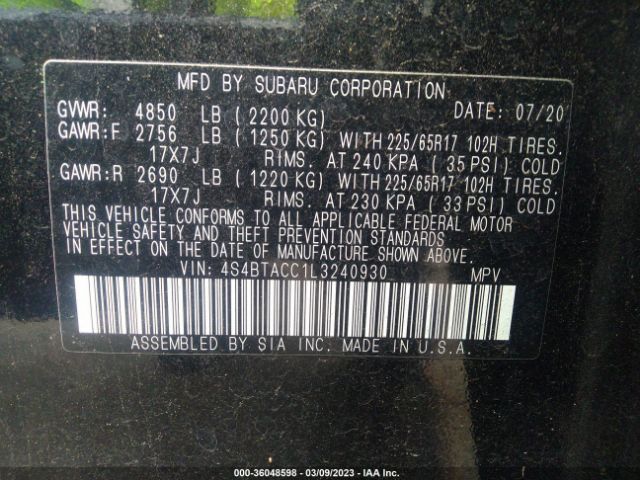 MFD BY SUBARU CORPORATION
GVWR: 4850 LB ( 2200 KG) DATE: 07/20
GAWR:F 2756 LB ( 1250 KG) WITH 225/65R17 102H TIRES,
17X7J RIMS, AT 240 KPA ( 35 PSI) COLD
GAWR:R 2690 LB ( 1220 KG) WITH 225/65R17 102H TIRES,
17X7J RIMS, AT 230 KPA ( 33 PSI) COLD
THIS VEHICLE CONFORMS TO ALL APPLICABLE FEDERAL MOTOR
VEHICLE SAFETY AND THEFT PREVENTION STANDARDS
IN EFFECT ON THE DATE OF MANUFACTURE SHOWN ABOVE.
VIN: 4S4BTACC1L3240930 MPV
ASSEMBLED BY SIA INC. MADE IN U.S.A.
000-36048598 - 03/09/2023 - IAA Inc.